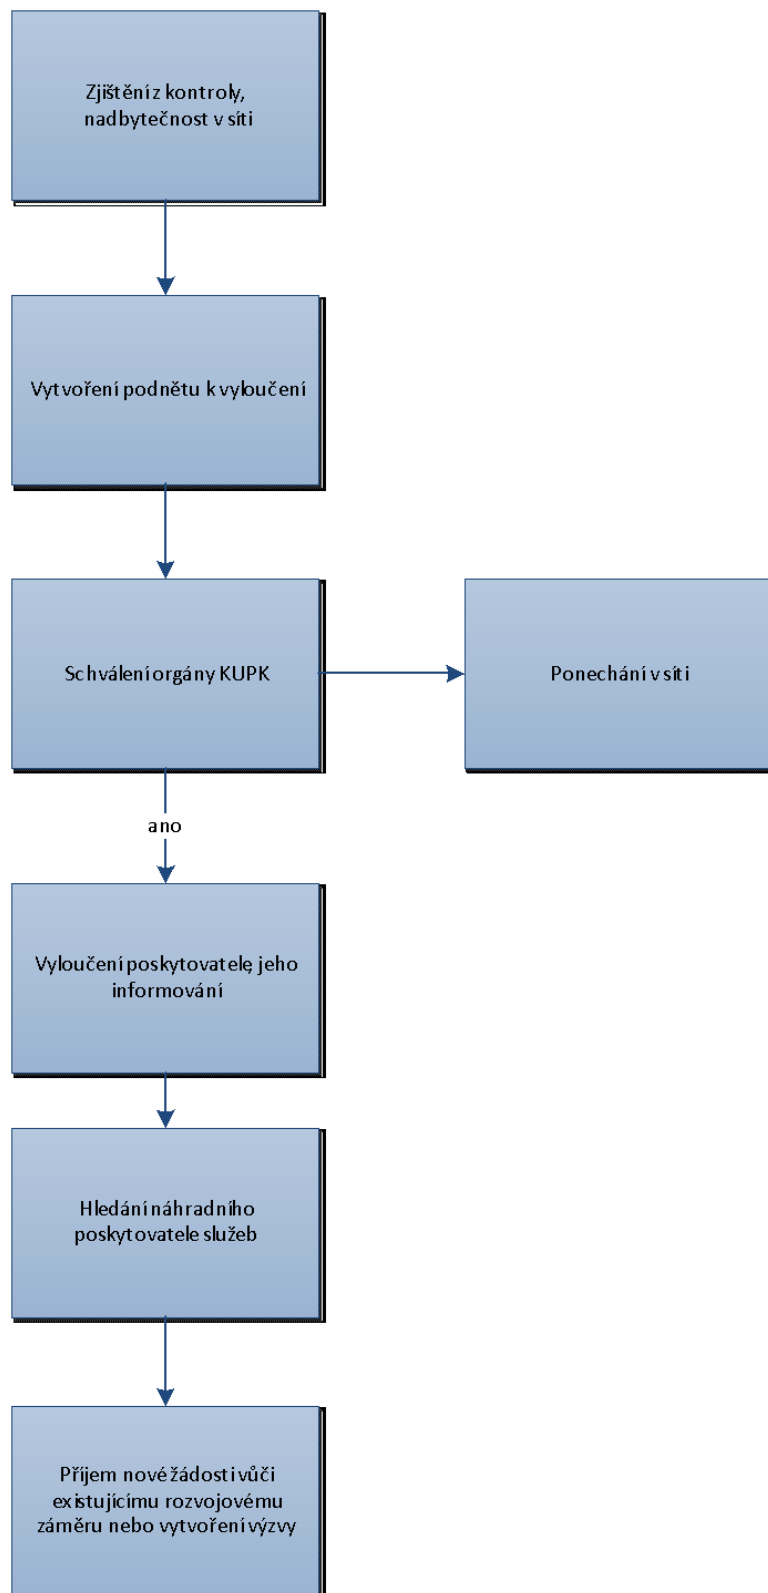 Zjištění z kontroly,
nadbytečnost v síti
Vytvoření podnětu k vyloučení
Schválení orgány KUPK
Ponechání v síti
ano
Vyloučení poskytovatele, jeho
informování
Hledání náhradního
poskytovatele služeb
Příjem nové žádosti vůči
existujícímu rozvojovému
záměru nebo vytvoření výzvy